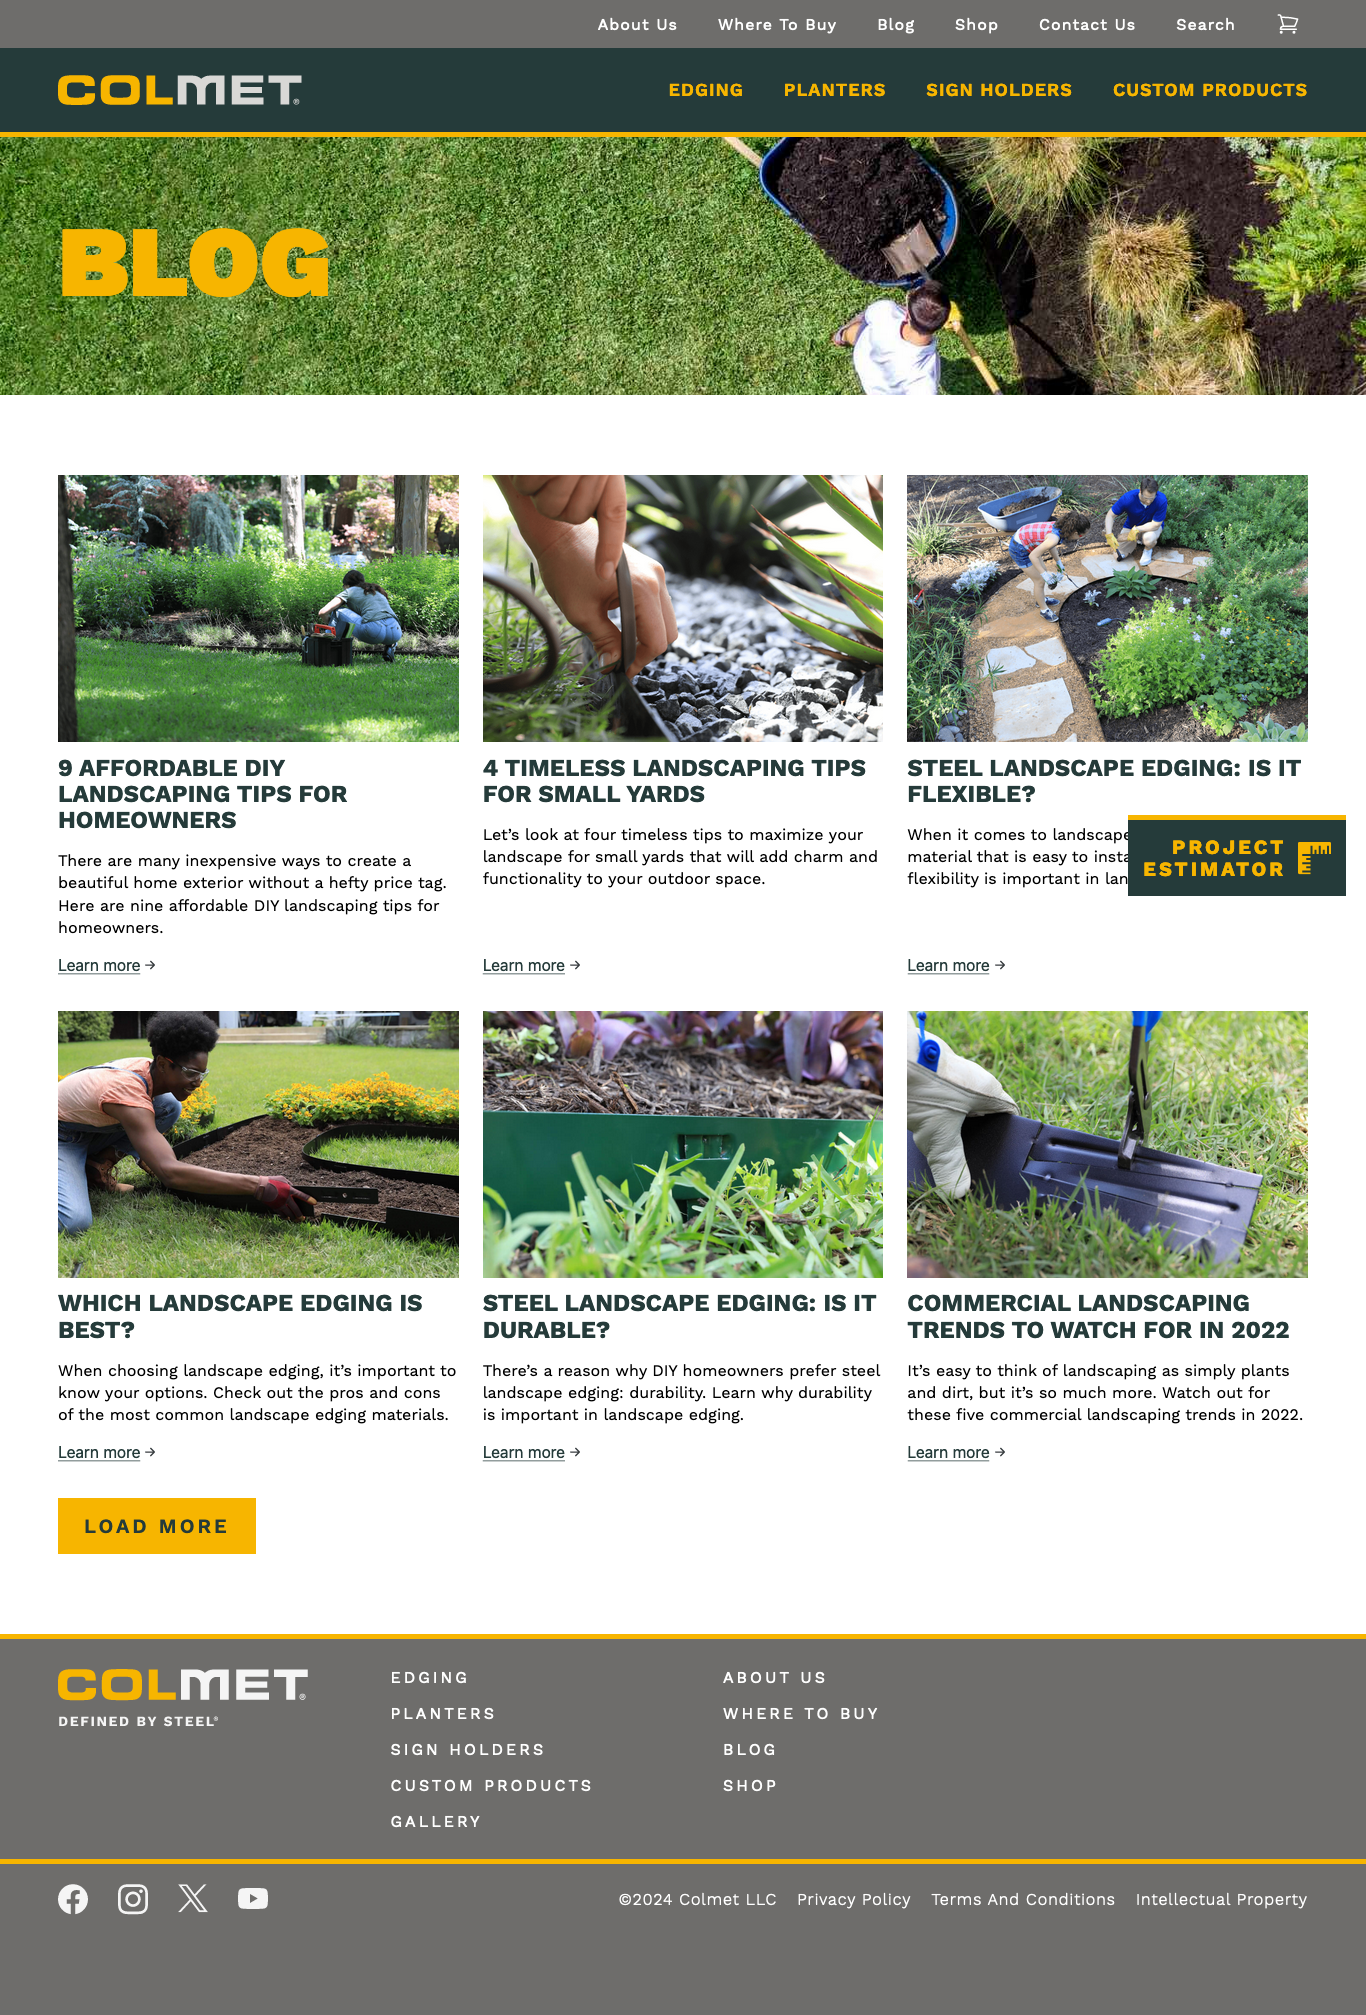 About Us Where To Buy Blog Shop Contact Us Search
COLMET®
EDGING PLANTERS SIGN HOLDERS CUSTOM PRODUCTS
BLOG
9 AFFORDABLE DIY
LANDSCAPING TIPS FOR
HOMEOWNERS
There are many inexpensive ways to create a
beautiful home exterior without a hefty price tag.
Here are nine affordable DIY landscaping tips for
homeowners.
Learn more →
4 TIMELESS LANDSCAPING TIPS
FOR SMALL YARDS
Let’s look at four timeless tips to maximize your
landscape for small yards that will add charm and
functionality to your outdoor space.
Learn more →
STEEL LANDSCAPE EDGING: IS IT
FLEXIBLE?
When it comes to landscape
material that is easy to
flexibility is important in
Learn more →
PROJECT
ESTIMATOR
WHICH LANDSCAPE EDGING IS
BEST?
When choosing landscape edging, it’s important to
know your options. Check out the pros and cons
of the most common landscape edging materials.
Learn more →
STEEL LANDSCAPE EDGING: IS IT
DURABLE?
There’s a reason why DIY homeowners prefer steel
landscape edging: durability. Learn why durability
is important in landscape edging.
Learn more →
COMMERCIAL LANDSCAPING
TRENDS TO WATCH FOR IN 2022
It’s easy to think of landscaping as simply plants
and dirt, but it’s so much more. Watch out for
these five commercial landscaping trends in 2022.
Learn more →
LOAD MORE
COLMET®
DEFINED BY STEEL®
EDGING
PLANTERS
SIGN HOLDERS
CUSTOM PRODUCTS
GALLERY
ABOUT US
WHERE TO BUY
BLOG
SHOP
©2024 Colmet LLC Privacy Policy Terms And Conditions Intellectual Property